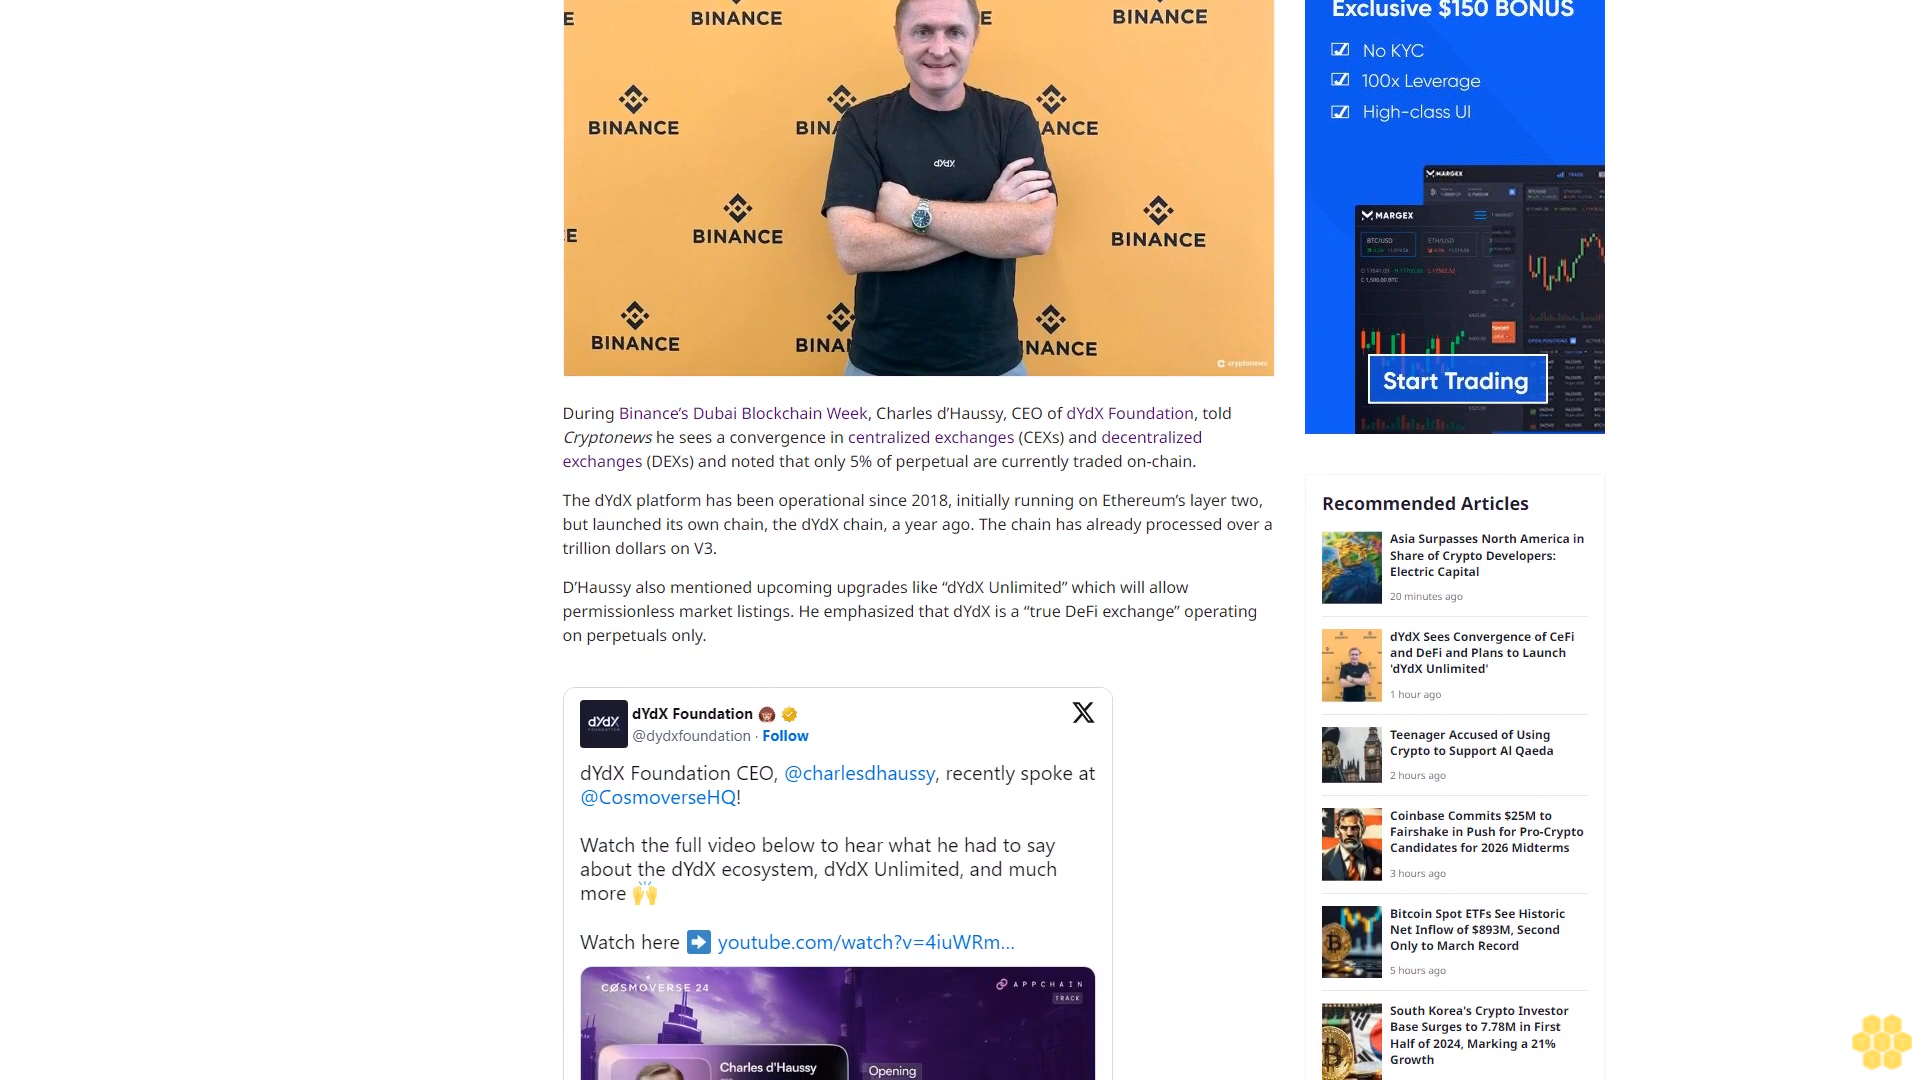 BINANCE
BINANCE
BINANCE
BINANCE
BINANCE
BINANCE
cryptonews
During Binance’s Dubai Blockchain Week, Charles d’Haussy, CEO of dYdX Foundation, told
Cryptonews he sees a convergence in centralized exchanges (CEXs) and decentralized
exchanges (DEXs) and noted that only 5% of perpetual are currently traded on-chain.
The dYdX platform has been operational since 2018, initially running on Ethereum’s layer two,
but launched its own chain, the dYdX chain, a year ago. The chain has already processed over a
trillion dollars on V3.
D’Haussy also mentioned upcoming upgrades like “dYdX Unlimited” which will allow
permissionless market listings. He emphasized that dYdX is a “true DeFi exchange” operating
on perpetuals only.
dYdX
FOUNDATION
dYdX Foundation
@dydxfoundation · Follow
dYdX Foundation CEO, @charlesdhaussy, recently spoke at
@CosmoverseHQ!
Watch the full video below to hear what he had to say
about the dYdX ecosystem, dYdX Unlimited, and much
more 🙌
Watch here ➡️ youtube.com/watch?v=4iuWRm…
COSMOVERSE 24
APPCHAIN
TRACK
Charles d'Haussy
Opening
Exclusive $150 BONUS
No KYC
100x Leverage
High-class UI
MARGEX
TRADE
MARGEX
BTC/USD
ETH/USD
OPEN POSITIONS
Start Trading
Recommended Articles
Asia Surpasses North America in
Share of Crypto Developers:
Electric Capital
20 minutes ago
dYdX Sees Convergence of CeFi
and DeFi and Plans to Launch
'dYdX Unlimited'
1 hour ago
Teenager Accused of Using
Crypto to Support Al Qaeda
2 hours ago
Coinbase Commits $25M to
Fairshake in Push for Pro-Crypto
Candidates for 2026 Midterms
3 hours ago
Bitcoin Spot ETFs See Historic
Net Inflow of $893M, Second
Only to March Record
5 hours ago
South Korea's Crypto Investor
Base Surges to 7.78M in First
Half of 2024, Marking a 21%
Growth